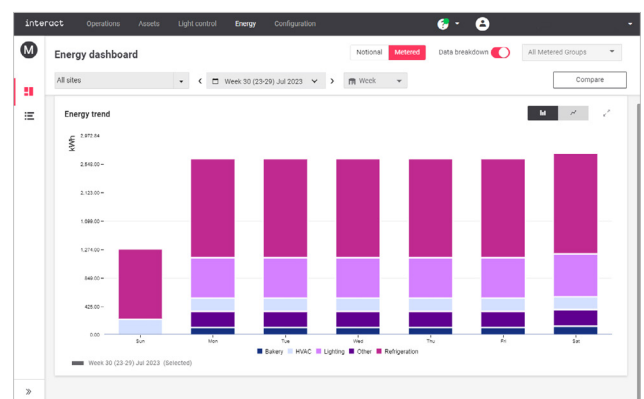 interact Operations Assets Light control Energy Configuration
M Energy dashboard Notional Metered Data breakdown All Metered Groups
All sites Week 30 (23-29) Jul 2023 Week Compare
Energy trend
kWh
2,972.84
2,548.00
2,123.00
1,699.00
1,274.00
849.00
425.00
0.00
Sun Mon Tue Wed Thu Fri Sat
Bakery HVAC Lighting Other Refrigeration
Week 30 (23-29) Jul 2023 (Selected)